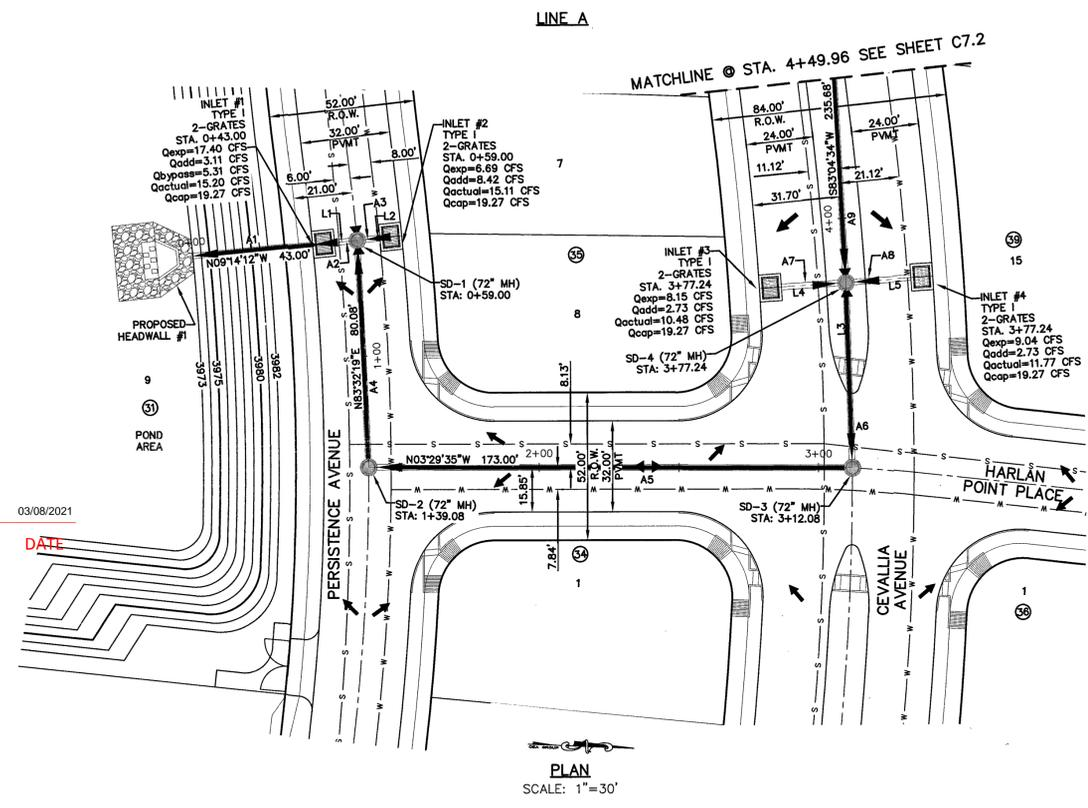 LINE A
MATCHLINE @ STA. 4+49.96 SEE SHEET C7.2
INLET #1
TYPE I
2-GRATES
STA. 0+43.00
Qexp=17.40 CFS
Qadd=3.11 CFS
Qbypass=5.31 CFS
Qactual=15.20 CFS
Qcap=19.27 CFS
52.00'
R.O.W.
32.00'
PVMT
8.00'
6.00'
21.00'
INLET #2
TYPE I
2-GRATES
STA. 0+59.00
Qexp=6.69 CFS
Qadd=8.42 CFS
Qactual=15.11 CFS
Qcap=19.27 CFS
7
84.00'
R.O.W.
24.00'
PVMT
24.00'
PVMT
11.12'
21.12'
31.70'
S83°04'34"W 235.68'
4+00
A9
L1
A3
L2
A2
A1
N09°14'12"W 43.00'
SD-1 (72" MH)
STA: 0+59.00
PROPOSED
HEADWALL #1
35
8
INLET #3
TYPE I
2-GRATES
STA. 3+77.24
Qexp=8.15 CFS
Qadd=2.73 CFS
Qactual=10.48 CFS
Qcap=19.27 CFS
SD-4 (72" MH)
STA: 3+77.24
A7
L4
A8
L5
L3
39
15
INLET #4
TYPE I
2-GRATES
STA. 3+77.24
Qexp=9.04 CFS
Qadd=2.73 CFS
Qactual=11.77 CFS
Qcap=19.27 CFS
N83°32'19"E 80.08'
A4
1+00
3973
3975
3980
3982
9
31
POND
AREA
8.13'
A6
N03°29'35"W 173.00'
2+00
52.00'
R.O.W.
32.00'
PVMT
A5
3+00
15.85'
7.84'
HARLAN
POINT PLACE
SD-2 (72" MH)
STA: 1+39.08
SD-3 (72" MH)
STA: 3+12.08
PERSISTENCE AVENUE
CEVALLIA
AVENUE
03/08/2021
DATE
34
1
1
36
PLAN
SCALE: 1"=30'